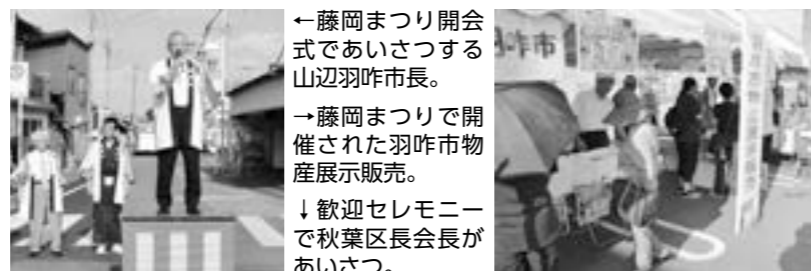 ←藤岡まつり開会
式であいさつする
山辺羽咋市長。
→藤岡まつりで開
催された羽咋市物
産展示販売。
↓歓迎セレモニー
で秋葉区長会長が
あいさつ。